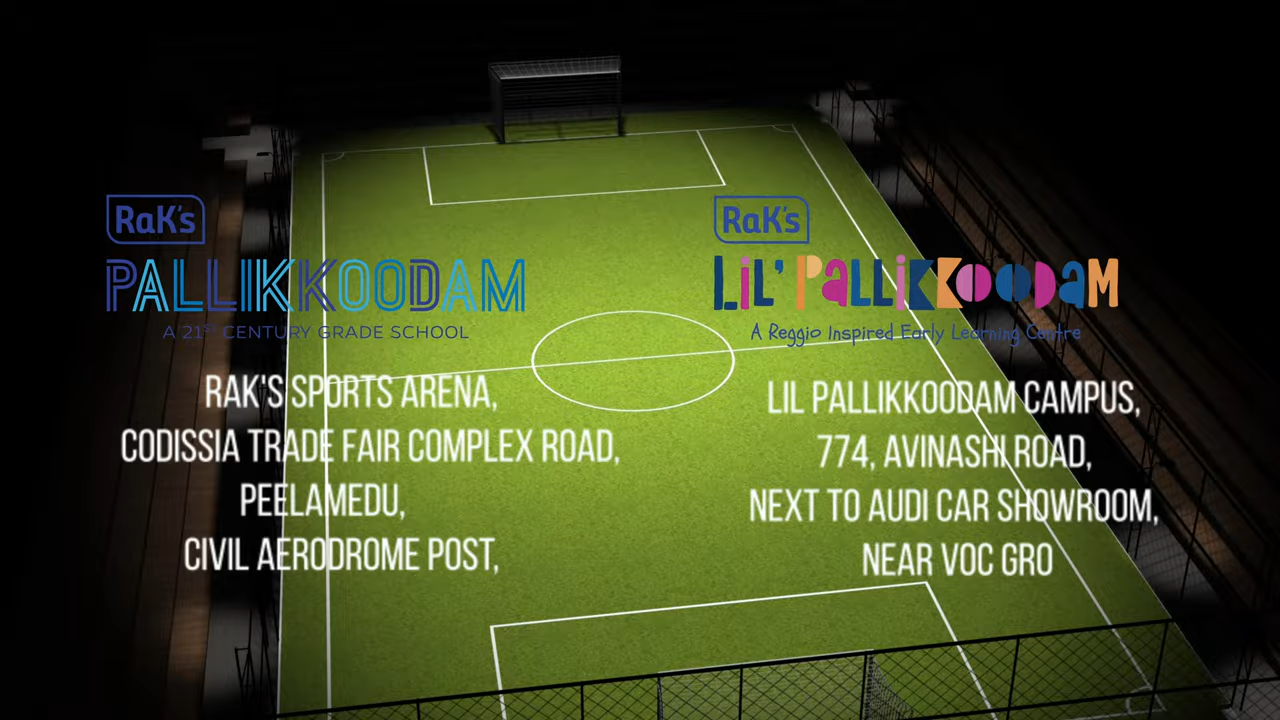 RaK's
PALLIKKOODAM
A 21ST CENTURY GRADE SCHOOL
RAK'S SPORTS ARENA,
CODISSIA TRADE FAIR COMPLEX ROAD,
PEELAMEDU,
CIVIL AERODROME POST,
RaK's
LiL' PaLLiKKooDaM
A Reggio Inspired Early Learning Centre
LIL PALLIKKOODAM CAMPUS,
774, AVINASHI ROAD,
NEXT TO AUDI CAR SHOWROOM,
NEAR VOC GRO